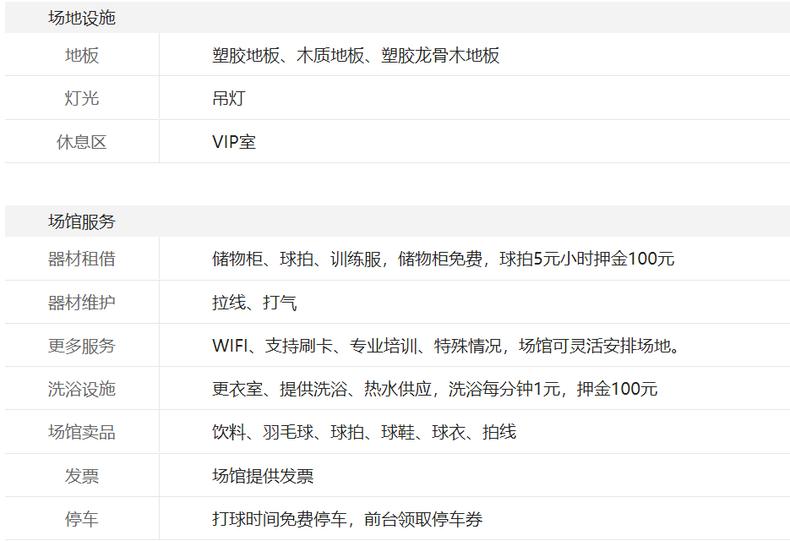 场地设施
地板 塑胶地板、木质地板、塑胶龙骨木地板
灯光 吊灯
休息区 VIP室
场馆服务
器材租借 储物柜、球拍、训练服，储物柜免费，球拍5元小时押金100元
器材维护 拉线、打气
更多服务 WIFI、支持刷卡、专业培训、特殊情况，场馆可灵活安排场地。
洗浴设施 更衣室、提供洗浴、热水供应，洗浴每分钟1元，押金100元
场馆卖品 饮料、羽毛球、球拍、球鞋、球衣、拍线
发票 场馆提供发票
停车 打球时间免费停车，前台领取停车券